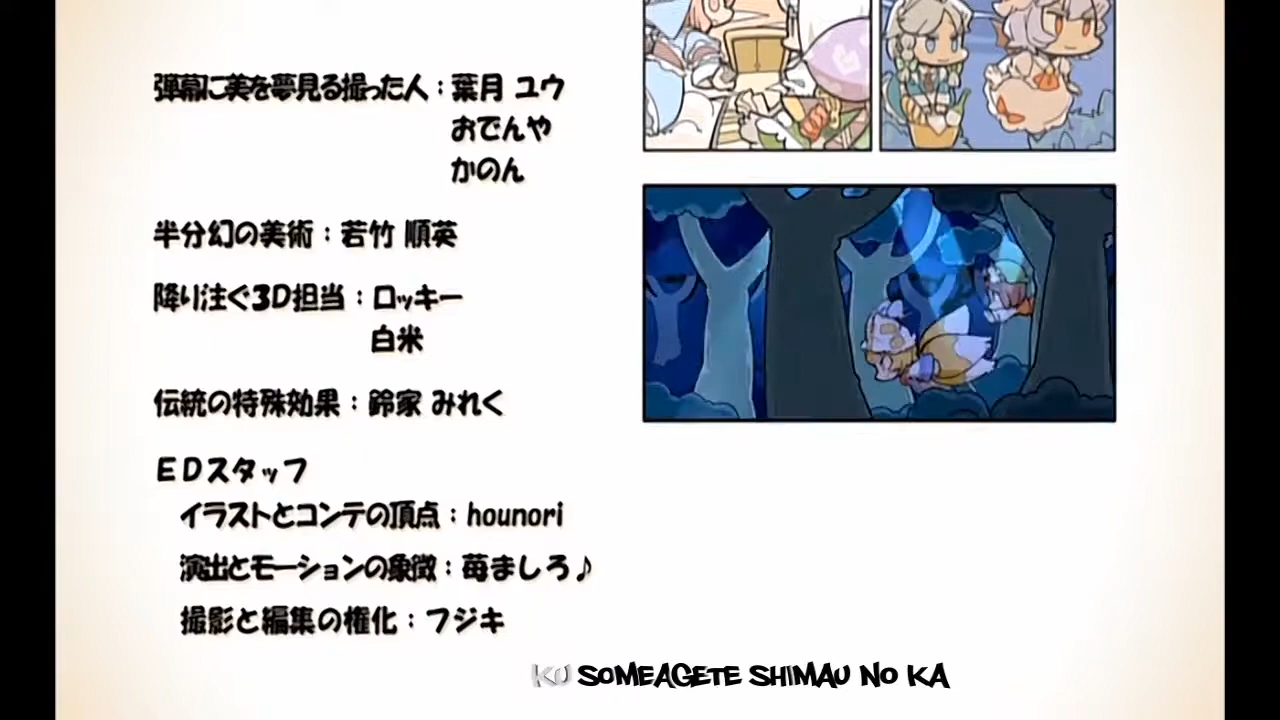 弾幕に美を夢見る撮った人：葉月 ユウ
おでんや
かのん
半分幻の美術：若竹 順英
降り注ぐ3D担当：ロッキー
白米
伝統の特殊効果：鈴家 みれく
EDスタッフ
イラストとコンテの頂点：hounori
演出とモーションの象徴：苺ましろ♪
撮影と編集の権化：フジキ
KU SOMEAGETE SHIMAU NO KA